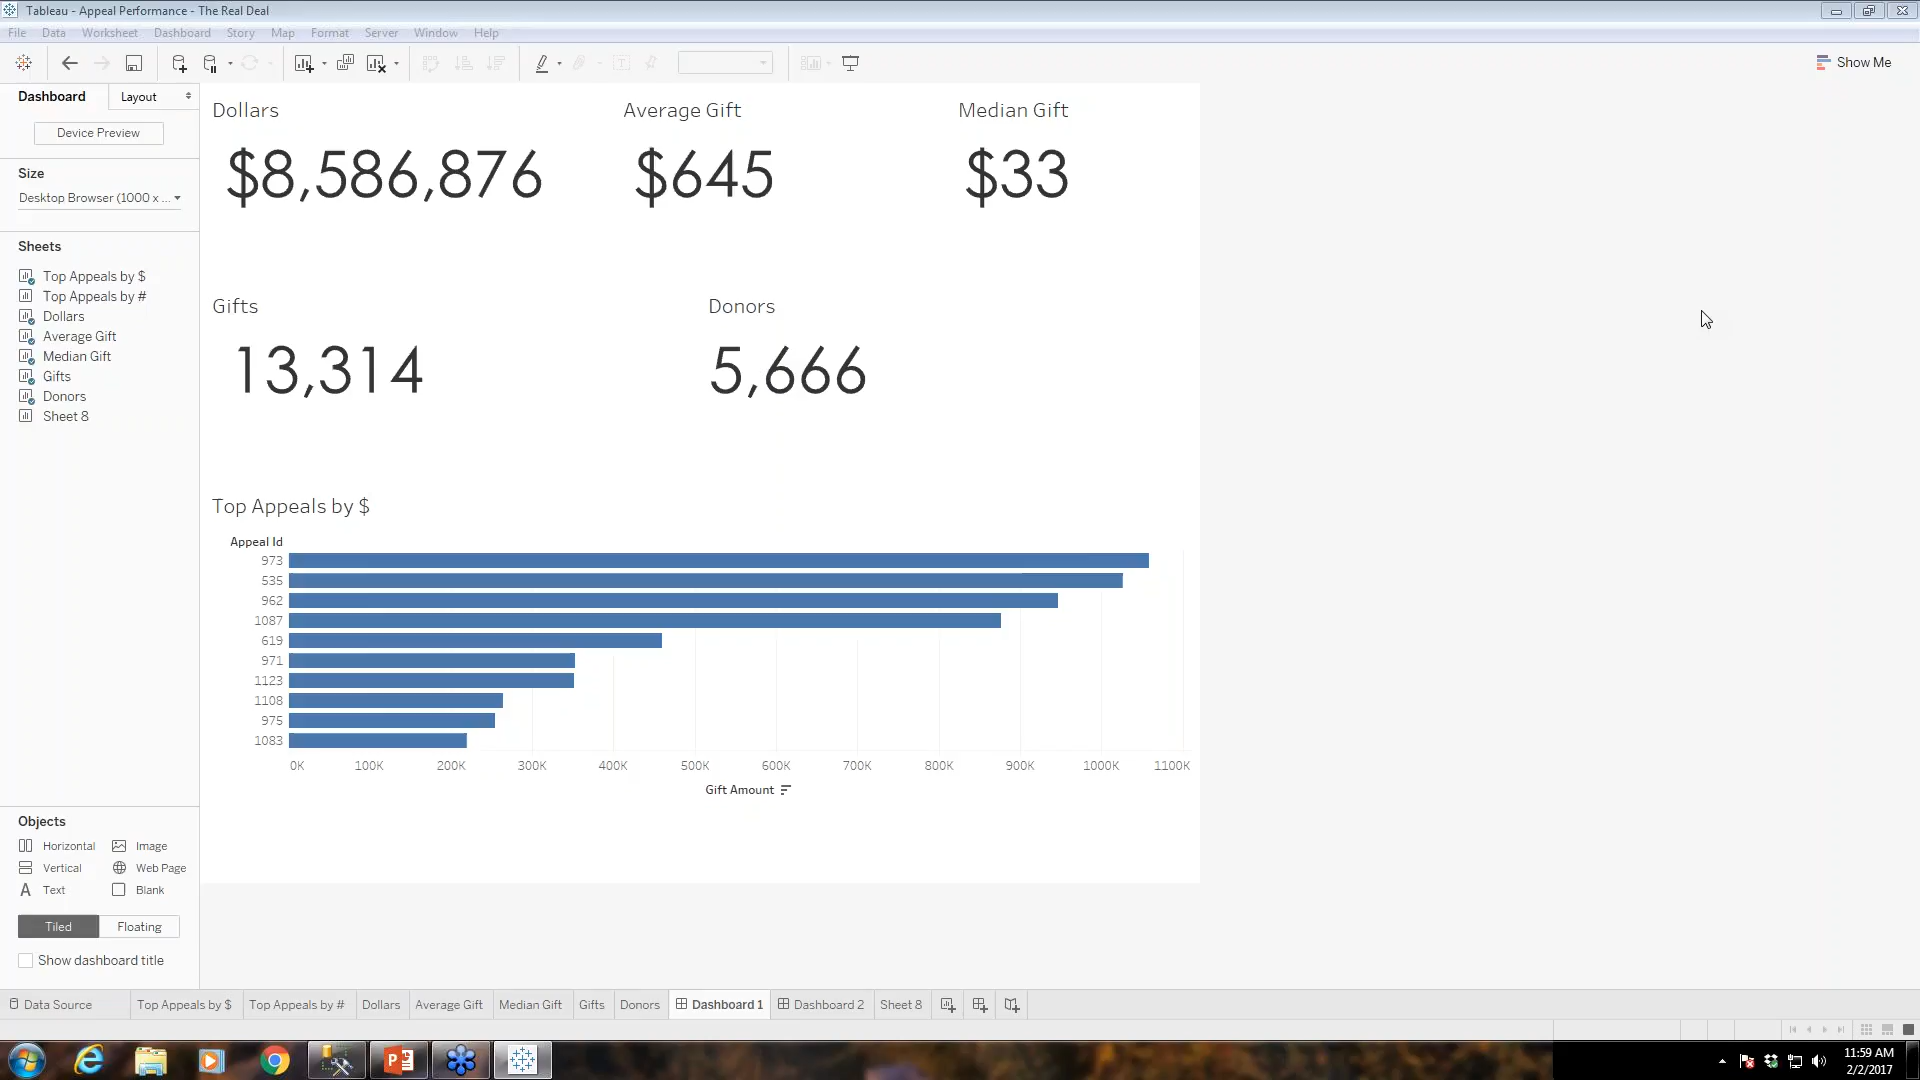 Tableau - Appeal Performance - The Real Deal
File Data Worksheet Dashboard Story Map Format Server Window Help
Show Me
Dashboard Layout
Device Preview
Size
Desktop Browser (1000 x ...
Sheets
Top Appeals by $
Top Appeals by #
Dollars
Average Gift
Median Gift
Gifts
Donors
Sheet 8
Dollars Average Gift Median Gift
$8,586,876 $645 $33
Gifts Donors
13,314 5,666
Top Appeals by $
Appeal Id
973
535
962
1087
619
971
1123
1108
975
1083
0K 100K 200K 300K 400K 500K 600K 700K 800K 900K 1000K 1100K
Gift Amount
Objects
Horizontal Image
Vertical Web Page
Text Blank
Tiled Floating
Show dashboard title
Data Source Top Appeals by $ Top Appeals by # Dollars Average Gift Median Gift Gifts Donors Dashboard 1 Dashboard 2 Sheet 8
11:59 AM
2/2/2017